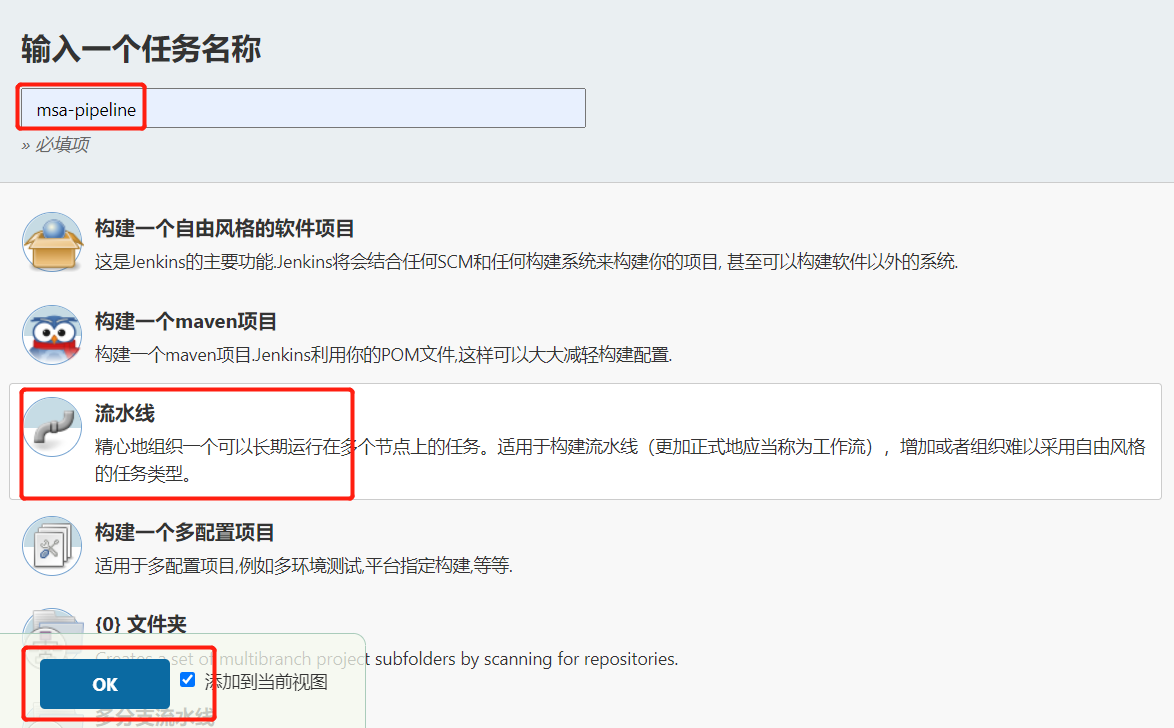 输入一个任务名称
msa-pipeline
» 必填项
构建一个自由风格的软件项目
这是Jenkins的主要功能.Jenkins将会结合任何SCM和任何构建系统来构建你的项目, 甚至可以构建软件以外的系统.
构建一个maven项目
构建一个maven项目.Jenkins利用你的POM文件,这样可以大大减轻构建配置.
流水线
精心地组织一个可以长期运行在多个节点上的任务。适用于构建流水线（更加正式地应当称为工作流），增加或者组织难以采用自由风格
的任务类型。
构建一个多配置项目
适用于多配置项目,例如多环境测试,平台指定构建,等等.
{0} 文件夹
Creates a set of multibranch project subfolders by scanning for repositories.
OK
添加到当前视图
多分支流水线